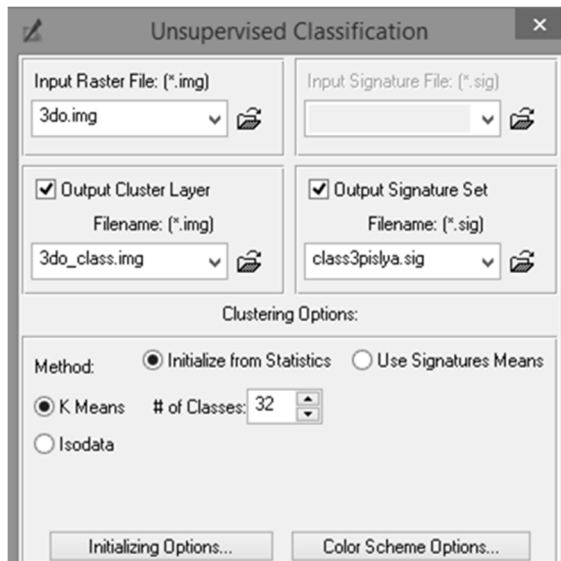 Unsupervised Classification
Input Raster File: (*.img)
Input Signature File: (*.sig)
3do.img
Output Cluster Layer
Output Signature Set
Filename: (*.img)
Filename: (*.sig)
3do_class.img
class3pislya.sig
Clustering Options:
Method:
Initialize from Statistics
Use Signatures Means
K Means
# of Classes: 32
Isodata
Initializing Options...
Color Scheme Options...